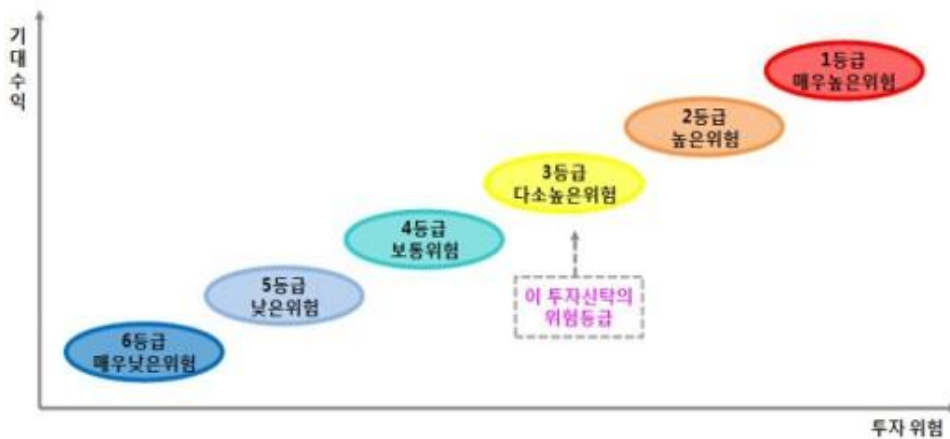 기대수익
1등급
매우높은위험
2등급
높은위험
3등급
다소높은위험
4등급
보통위험
5등급
낮은위험
6등급
매우낮은위험
이 투자신탁의
위험등급
투자 위험